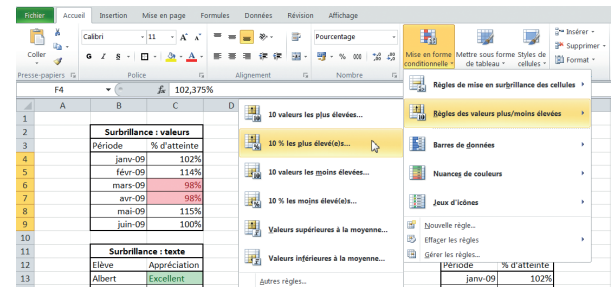 Fichier Accueil Insertion Mise en page Formules Données Révision Affichage
Calibri 11 A A Pourcentage Insérer
Supprimer
Coller G I S A % 000 Mise en forme conditionnelle Mettre sous forme de tableau Styles de cellules Format
Presse-papiers Police Alignement Nombre
F4 fx 102,375%
A B C D
1
2 Surbrillance : valeurs
3 Période % d'atteinte
4 janv-09 102%
5 févr-09 114%
6 mars-09 98%
7 avr-09 98%
8 mai-09 115%
9 juin-09 100%
10
11 Surbrillance : texte
12 Elève Appréciation
13 Albert Excellent
10 valeurs les plus élevées...
10 % les plus élevé(e)s...
10 valeurs les moins élevées...
10 % les moins élevé(e)s...
Valeurs supérieures à la moyenne...
Valeurs inférieures à la moyenne...
Autres règles...
Règles de mise en surbrillance des cellules
Règles des valeurs plus/moins élevées
Barres de données
Nuances de couleurs
Jeux d'icônes
Nouvelle règle...
Effacer les règles
Gérer les règles...
Période % d'atteinte
janv-09 102%